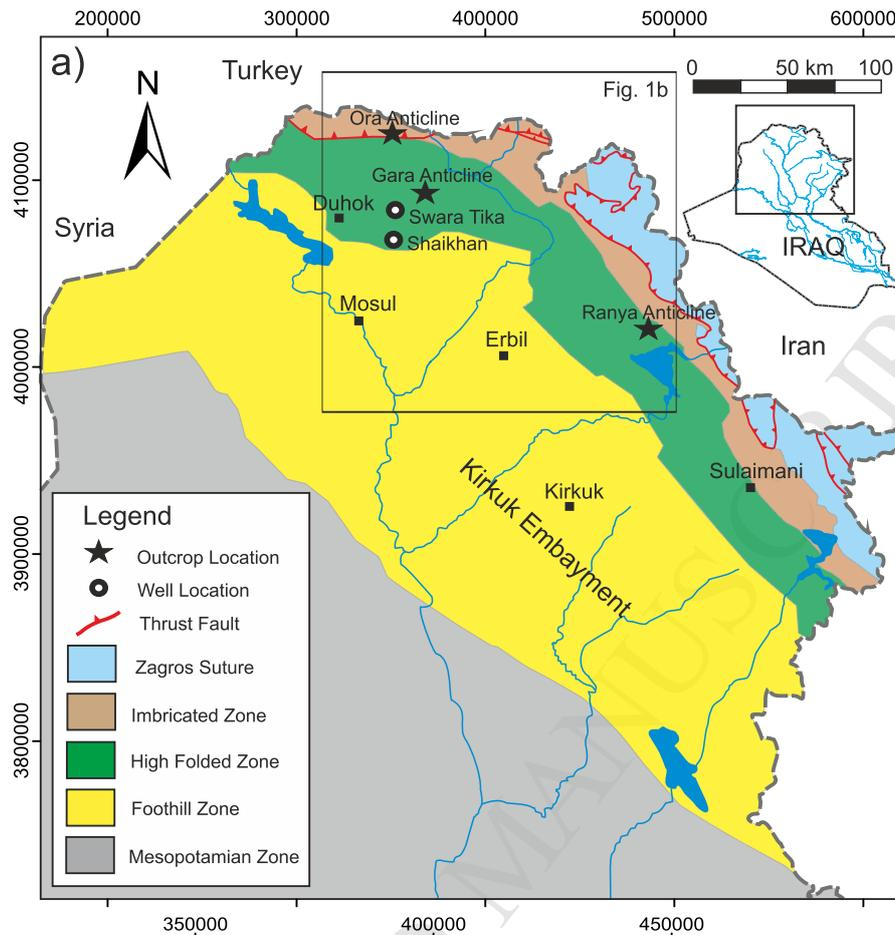 200000
300000
400000
500000
600000
a)
Turkey
N
Fig. 1b
0
50 km
100
Ora Anticline
4100000
Gara Anticline
Duhok
Swara Tika
Syria
Shaikhan
IRAQ
Mosul
Ranya Anticline
Erbil
Iran
4000000
Sulaimani
Kirkuk
Kirkuk Embayment
Legend
3900000
Outcrop Location
Well Location
Thrust Fault
Zagros Suture
Imbricated Zone
High Folded Zone
3800000
Foothill Zone
Mesopotamian Zone
350000
400000
450000
MANUSCRIP